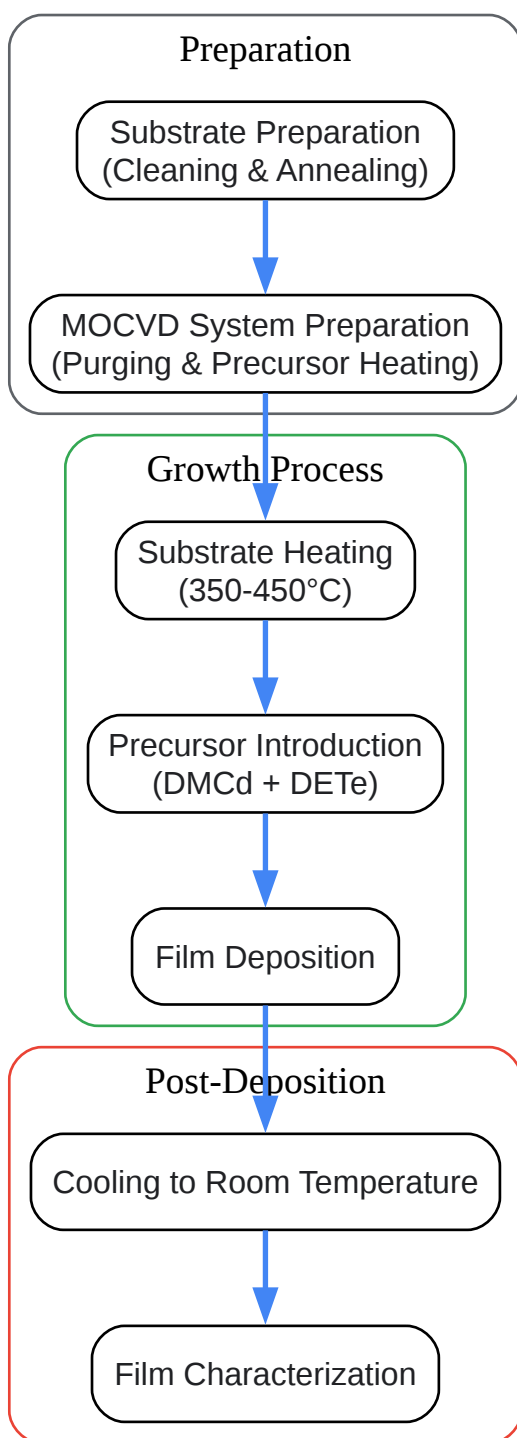 Preparation
Substrate Preparation
(Cleaning & Annealing)
MOCVD System Preparation
(Purging & Precursor Heating)
Growth Process
Substrate Heating
(350-450°C)
Precursor Introduction
(DMCd + DETe)
Film Deposition
Post-Deposition
Cooling to Room Temperature
Film Characterization